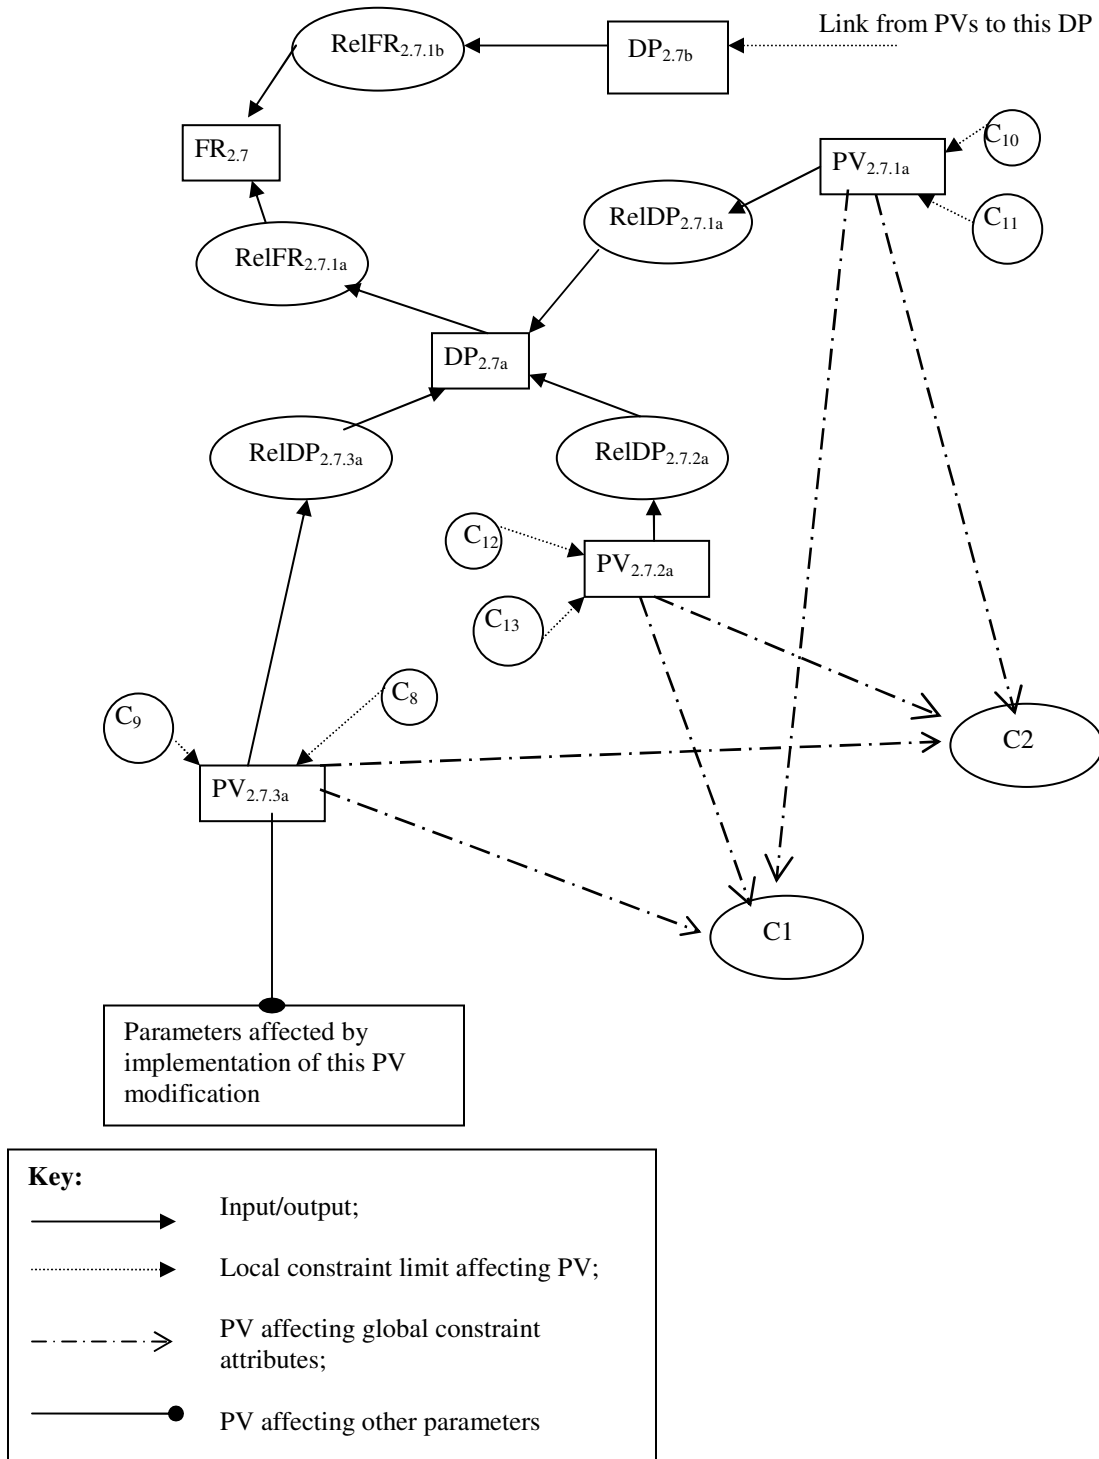 Link from PVs to this DP
RelFR2.7.1b
DP2.7b
FR2.7
C10
PV2.7.1a
RelDP2.7.1a
C11
RelFR2.7.1a
DP2.7a
RelDP2.7.3a
RelDP2.7.2a
C12
PV2.7.2a
C13
C8
C9
C2
PV2.7.3a
C1
Parameters affected by
implementation of this PV
modification
Key:
Input/output;
Local constraint limit affecting PV;
PV affecting global constraint
attributes;
PV affecting other parameters